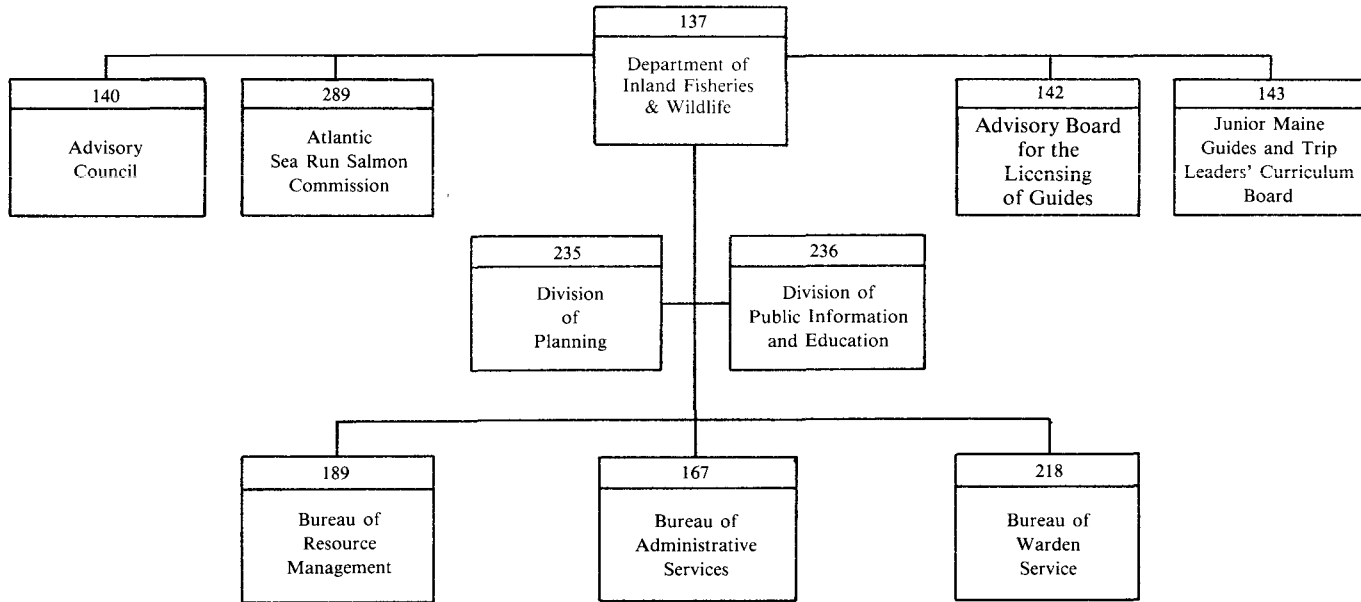 137
Department of
Inland Fisheries
& Wildlife
140
Advisory
Council
289
Atlantic
Sea Run Salmon
Commission
142
Advisory Board
for the
Licensing
of Guides
143
Junior Maine
Guides and Trip
Leaders' Curriculum
Board
235
Division
of
Planning
236
Division of
Public Information
and Education
189
Bureau of
Resource
Management
167
Bureau of
Administrative
Services
218
Bureau of
Warden
Service